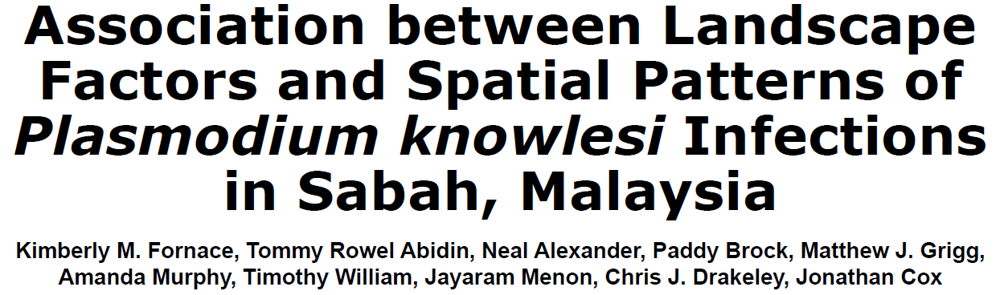 Association between Landscape
Factors and Spatial Patterns of
Plasmodium knowlesi Infections
in Sabah, Malaysia
Kimberly M. Fornace, Tommy Rowel Abidin, Neal Alexander, Paddy Brock, Matthew J. Grigg,
Amanda Murphy, Timothy William, Jayaram Menon, Chris J. Drakeley, Jonathan Cox